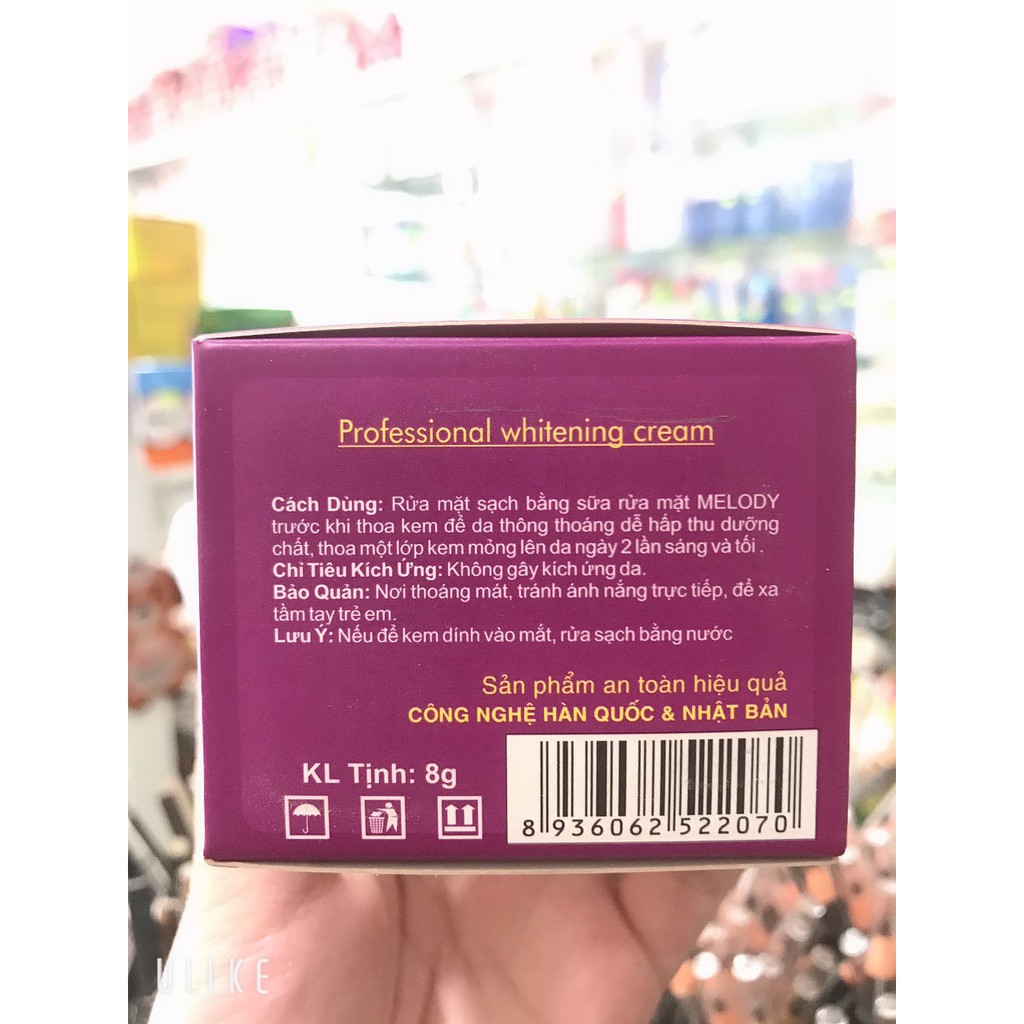 Professional whitening cream
Cách Dùng: Rửa mặt sạch bằng sữa rửa mặt MELODY
trước khi thoa kem để da thông thoáng dễ hấp thu dưỡng
chất, thoa một lớp kem mỏng lên da ngày 2 lần sáng và tối .
Chỉ Tiêu Kích Ứng: Không gây kích ứng da.
Bảo Quản: Nơi thoáng mát, tránh ánh nắng trực tiếp, để xa
tầm tay trẻ em.
Lưu Ý: Nếu để kem dính vào mắt, rửa sạch bằng nước
Sản phẩm an toàn hiệu quả
CÔNG NGHỆ HÀN QUỐC & NHẬT BẢN
KL Tịnh: 8g
8 936062 522070
ULIKE